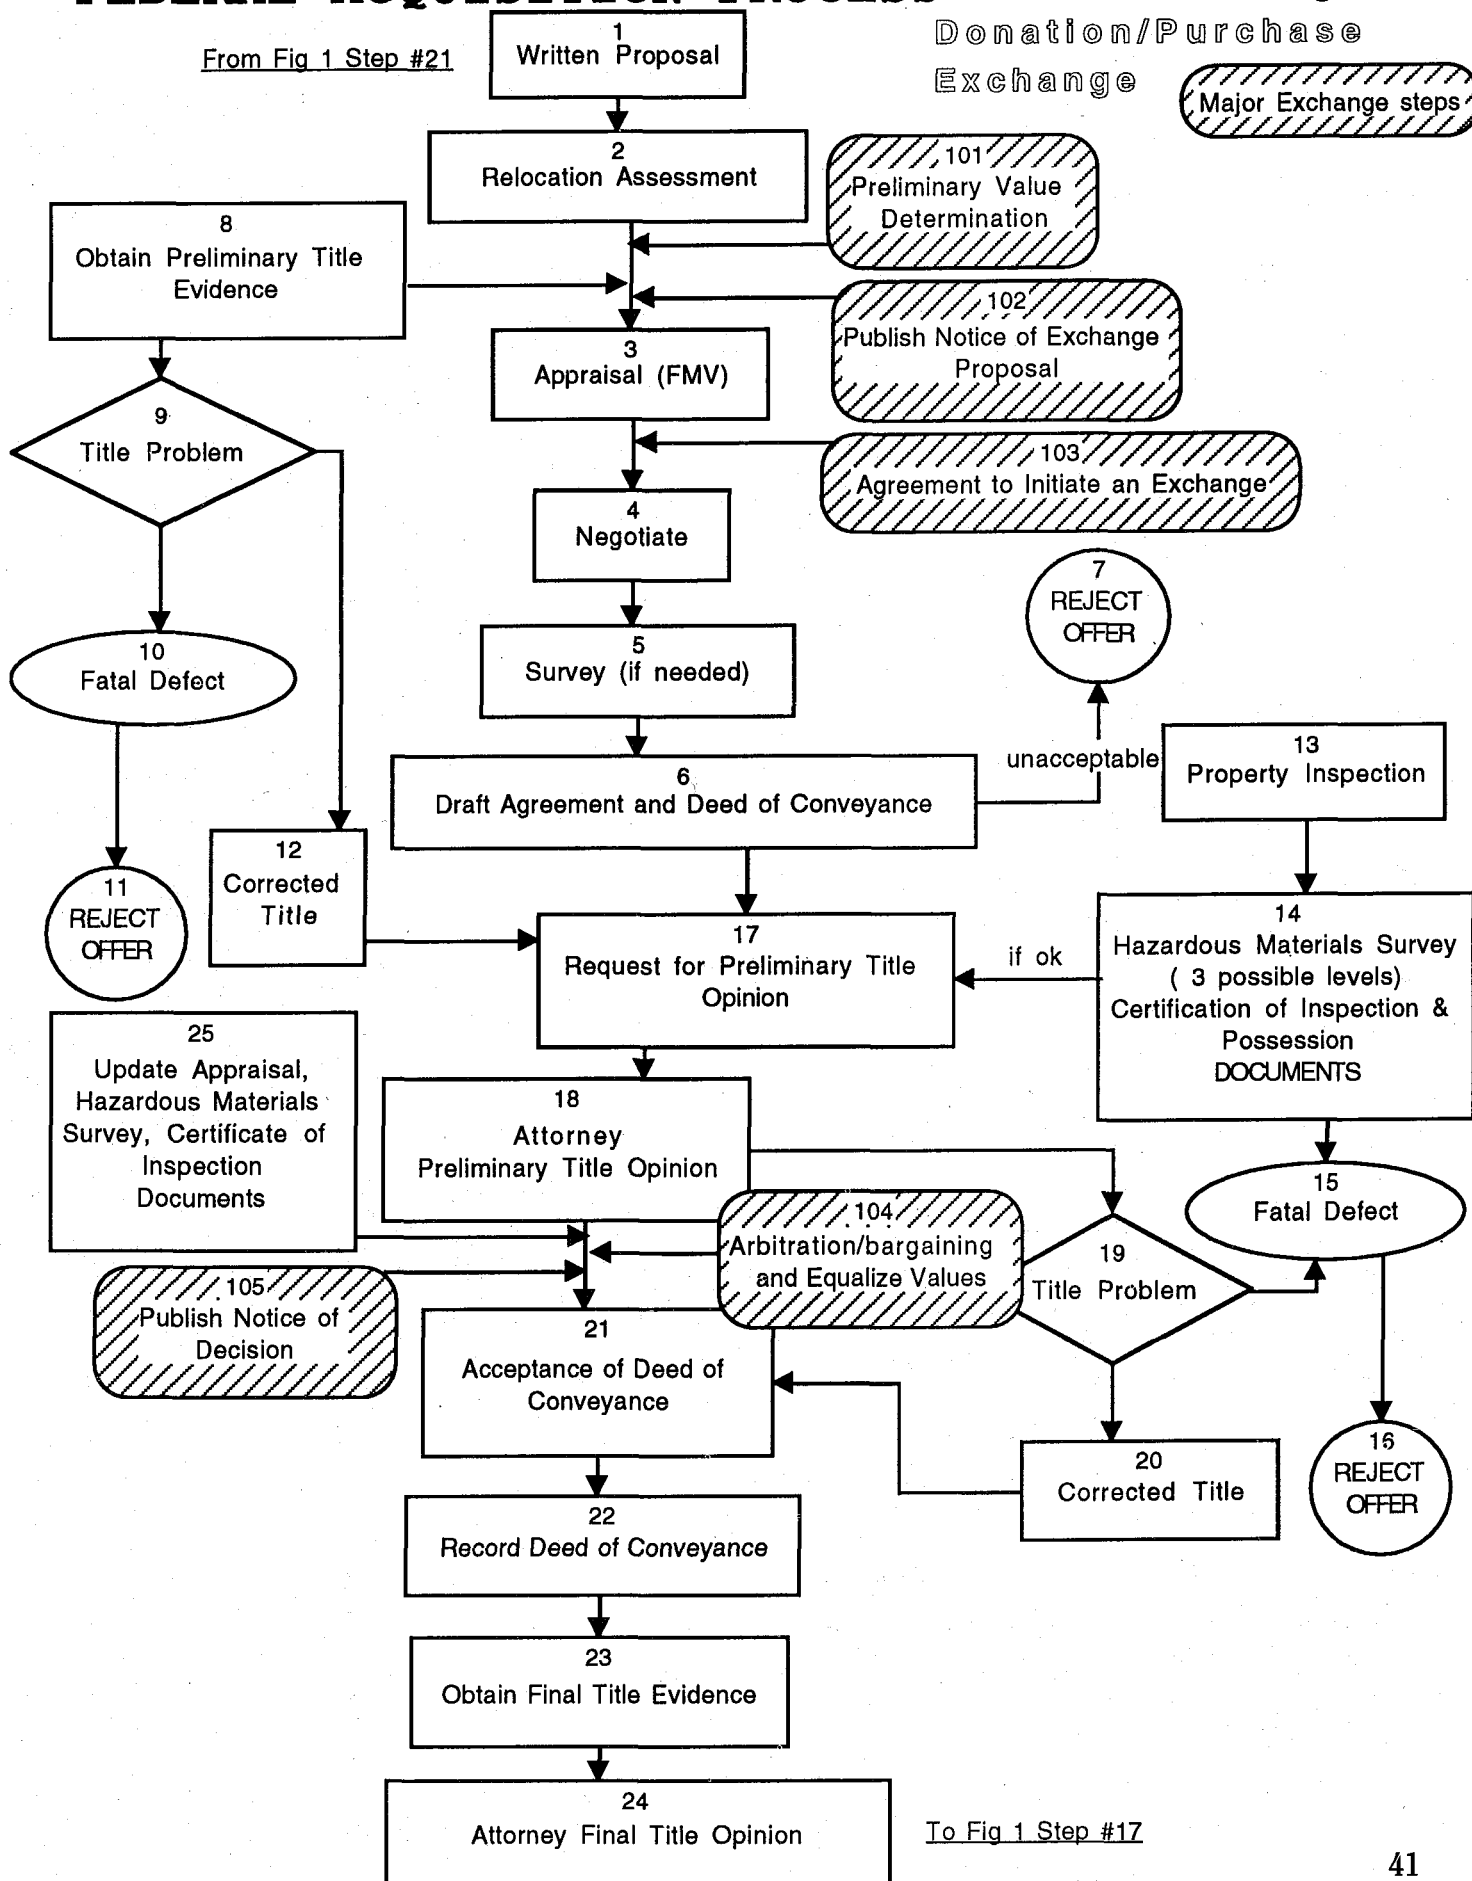 FEDERAL ACQUISITION PROCESS
From Fig 1 Step #21
Donation/Purchase
Exchange
Major Exchange steps
1
Written Proposal
2
Relocation Assessment
101
Preliminary Value
Determination
8
Obtain Preliminary Title
Evidence
102
Publish Notice of Exchange
Proposal
3
Appraisal (FMV)
9
Title Problem
103
Agreement to Initiate an Exchange
4
Negotiate
7
REJECT
OFFER
5
Survey (if needed)
10
Fatal Defect
unacceptable
13
Property Inspection
6
Draft Agreement and Deed of Conveyance
12
Corrected
Title
11
REJECT
OFFER
17
Request for Preliminary Title
Opinion
if ok
14
Hazardous Materials Survey
( 3 possible levels)
Certification of Inspection &
Possession
DOCUMENTS
25
Update Appraisal,
Hazardous Materials
Survey, Certificate of
Inspection
Documents
18
Attorney
Preliminary Title Opinion
15
Fatal Defect
104
Arbitration/bargaining
and Equalize Values
19
Title Problem
105
Publish Notice of
Decision
21
Acceptance of Deed of
Conveyance
20
Corrected Title
16
REJECT
OFFER
22
Record Deed of Conveyance
23
Obtain Final Title Evidence
24
Attorney Final Title Opinion
To Fig 1 Step #17
41